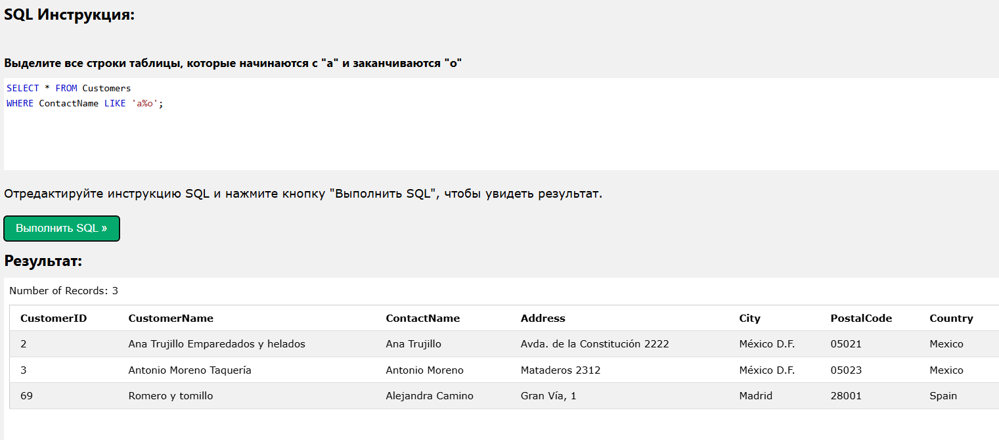 SQL Инструкция:
Выделите все строки таблицы, которые начинаются с "a" и заканчиваются "o"
SELECT * FROM Customers
WHERE ContactName LIKE 'a%o';
Отредактируйте инструкцию SQL и нажмите кнопку "Выполнить SQL", чтобы увидеть результат.
Выполнить SQL »
Результат:
Number of Records: 3
CustomerID CustomerName ContactName Address City PostalCode Country
2 Ana Trujillo Emparedados y helados Ana Trujillo Avda. de la Constitución 2222 México D.F. 05021 Mexico
3 Antonio Moreno Taquería Antonio Moreno Mataderos 2312 México D.F. 05023 Mexico
69 Romero y tomillo Alejandra Camino Gran Vía, 1 Madrid 28001 Spain